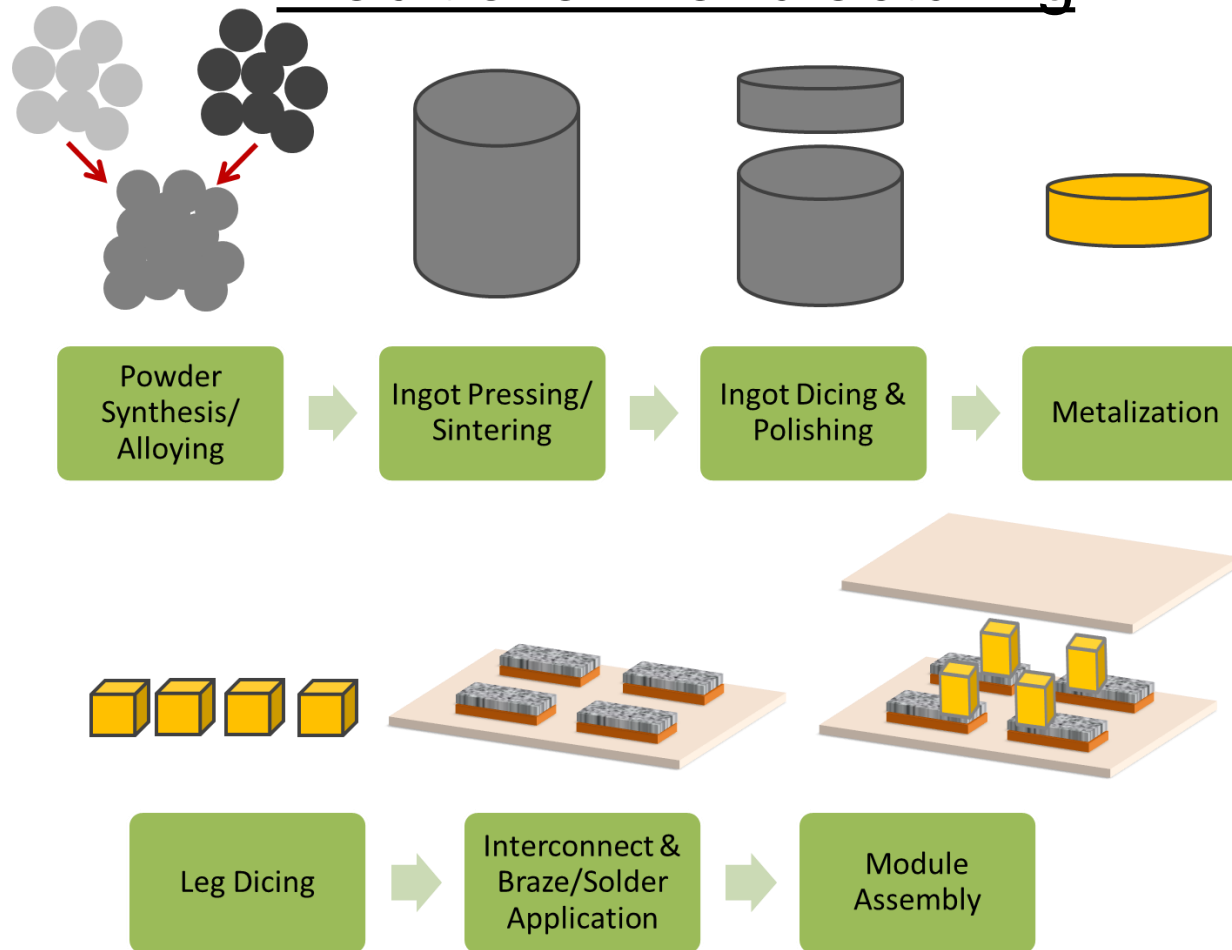 Powder
Synthesis/
Alloying
Ingot Pressing/
Sintering
Ingot Dicing &
Polishing
Metalization
Leg Dicing
Interconnect &
Braze/Solder
Application
Module
Assembly